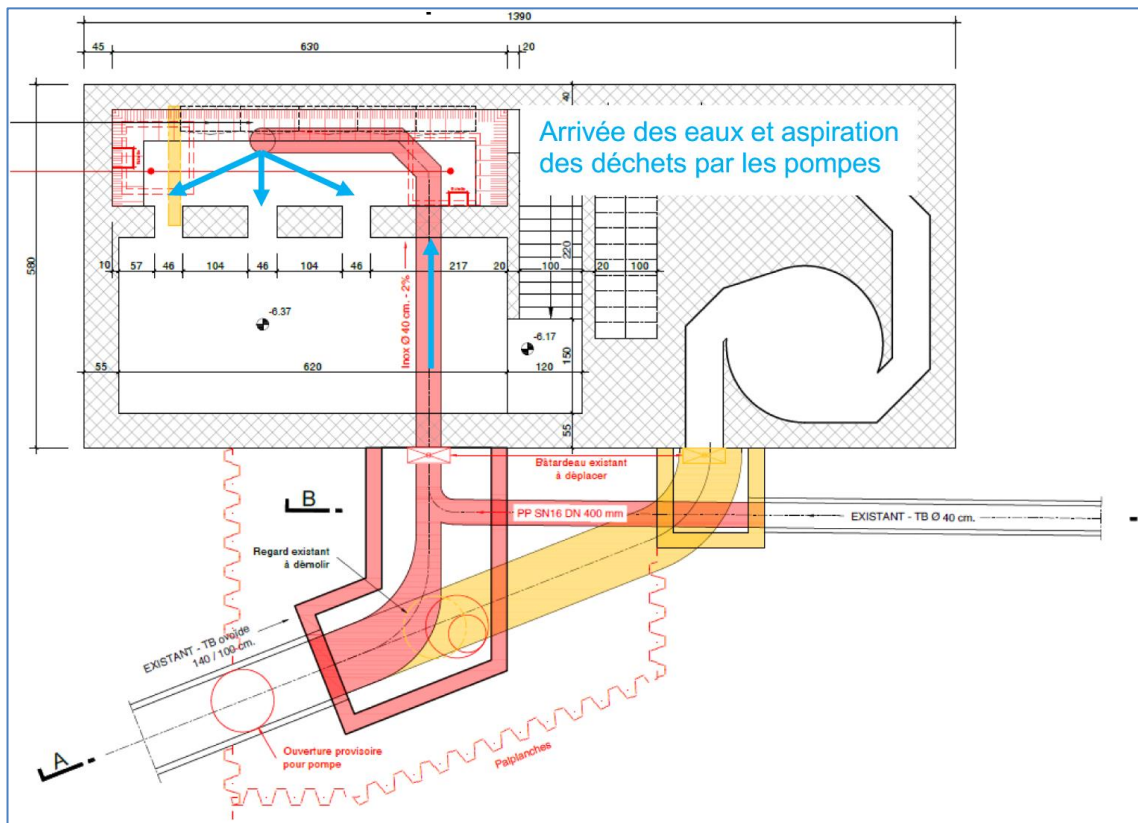 1390
45
630
20
40
Arrivée des eaux et aspiration
des déchets par les pompes
580
10
57
46
104
46
104
46
217
20
100
220
20
100
-6.37
Inox Ø 40 cm. - 2%
-6.17
150
55
620
120
55
Bâtardeau existant
à déplacer
B
PP SN16 DN 400 mm
EXISTANT - TB Ø 40 cm.
Regard existant
à démolir
EXISTANT - TB ovoïde
140 / 100 cm.
A
Ouverture provisoire
pour pompe
Palplanches